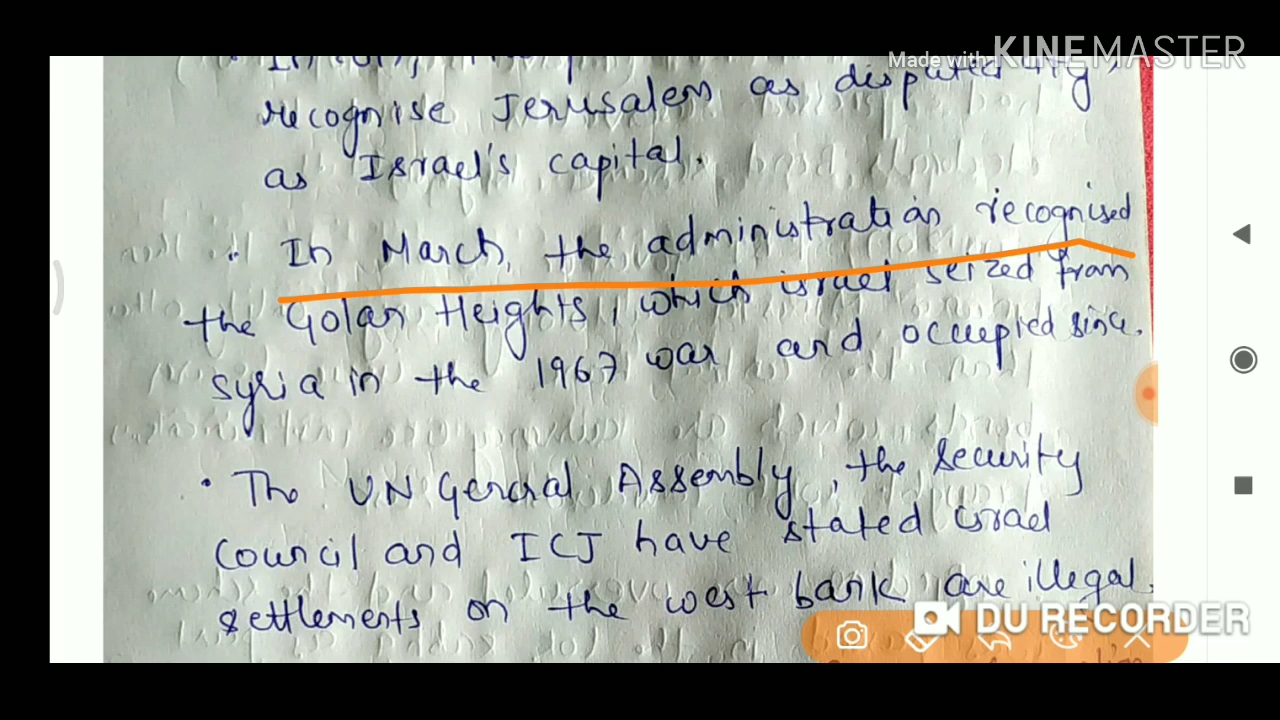 Made with KINEMASTER
recognise Jerusalem as disputed city,
as Israel's capital.
In March, the administration recognised
the Golan Heights, which israel seized from
syria in the 1967 war and occupied since.
The UN General Assembly, the Security
Council and ICJ have stated israel
settlements on the west bank are illegal.
DU RECORDER